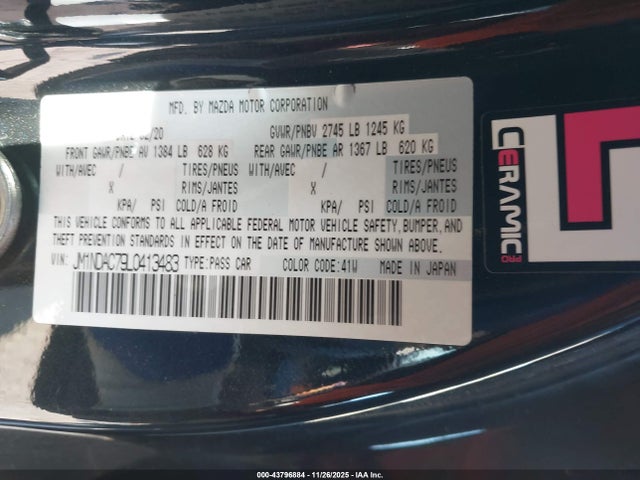 MFD. BY MAZDA MOTOR CORPORATION
02/20 GVWR/PNBV 2745 LB 1245 KG
FRONT GAWR/PNBE AV 1384 LB 628 KG REAR GAWR/PNBE AR 1367 LB 620 KG
WITH/AVEC / TIRES/PNEUS WITH/AVEC / TIRES/PNEUS
X RIMS/JANTES X RIMS/JANTES
KPA/ PSI COLD/A FROID KPA/ PSI COLD/A FROID
THIS VEHICLE CONFORMS TO ALL APPLICABLE FEDERAL MOTOR VEHICLE SAFETY, BUMPER, AND
THEFT PREVENTION STANDARDS IN EFFECT ON THE DATE OF MANUFACTURE SHOWN ABOVE.
VIN: JM1NDAC79L0413483 TYPE:PASS CAR COLOR CODE:41W MADE IN JAPAN
CERAMIC PRO
000-43796884 | 11/26/2025 - IAA Inc.